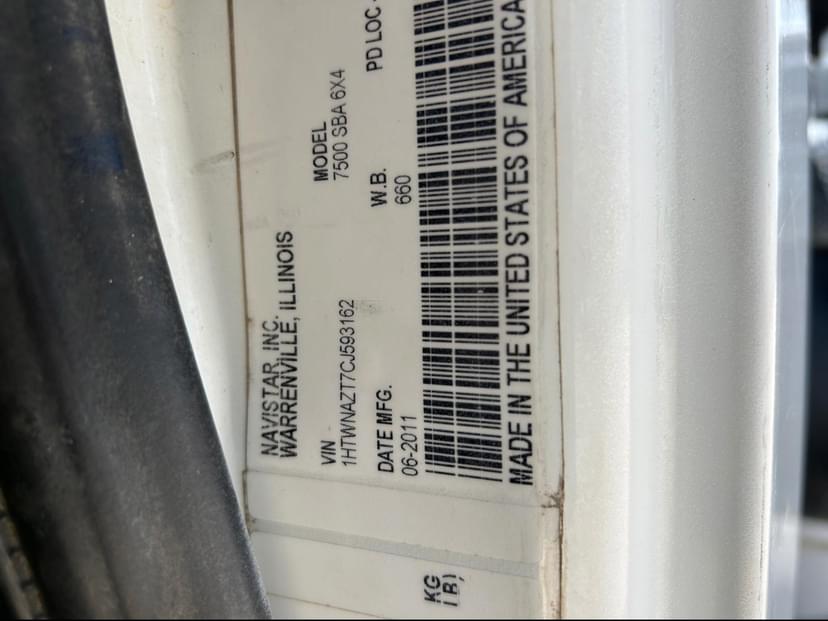 NAVISTAR, INC.
WARRENVILLE, ILLINOIS
VIN
1HTWNAZT7CJ593162
MODEL
7500 SBA 6X4
DATE MFG.
06-2011
W.B.
660
PD LOC
MADE IN THE UNITED STATES OF AMERICA
KG